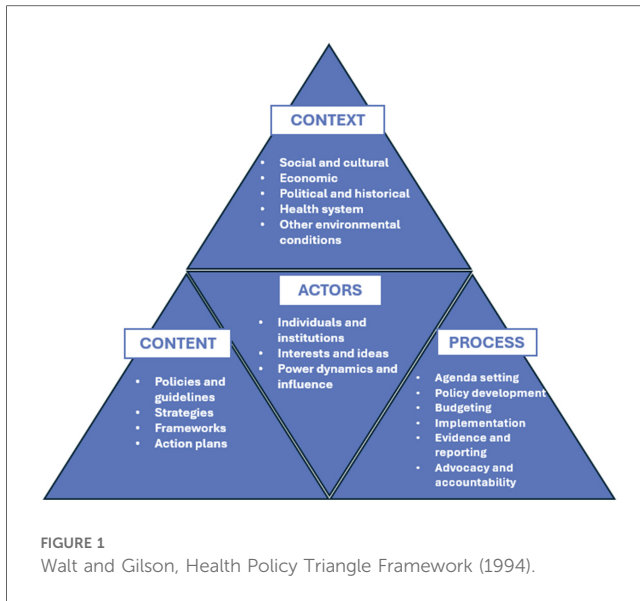 CONTEXT
• Social and cultural
• Economic
• Political and historical
• Health system
• Other environmental
conditions
ACTORS
• Individuals and
institutions
• Interests and ideas
• Power dynamics and
influence
CONTENT
• Policies and
guidelines
• Strategies
• Frameworks
• Action plans
PROCESS
• Agenda setting
• Policy development
• Budgeting
• Implementation
• Evidence and
reporting
• Advocacy and
accountability
FIGURE 1
Walt and Gilson, Health Policy Triangle Framework (1994).